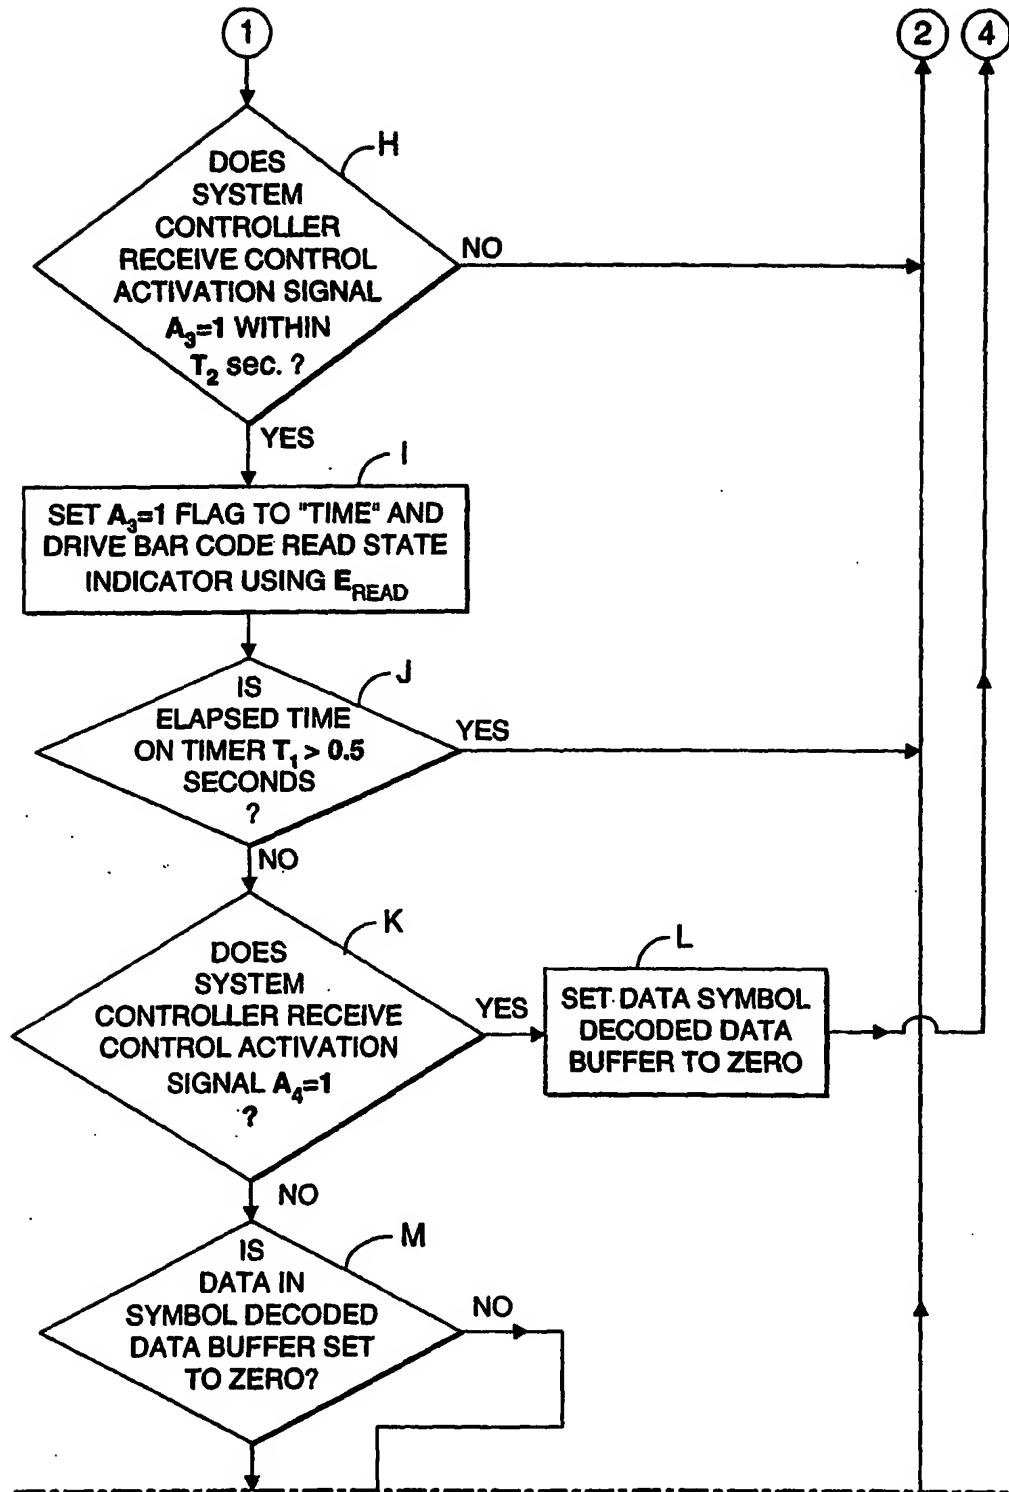 1
2
4
H
DOES
SYSTEM
CONTROLLER
RECEIVE CONTROL
ACTIVATION SIGNAL
A₃=1 WITHIN
T₂ sec. ?
NO
YES
I
SET A₃=1 FLAG TO "TIME" AND
DRIVE BAR CODE READ STATE
INDICATOR USING E_READ
J
IS
ELAPSED TIME
ON TIMER T₁ > 0.5
SECONDS
?
YES
NO
K
DOES
SYSTEM
CONTROLLER RECEIVE
CONTROL ACTIVATION
SIGNAL A₄=1
?
YES
L
SET DATA SYMBOL
DECODED DATA
BUFFER TO ZERO
NO
M
IS
DATA IN
SYMBOL DECODED
DATA BUFFER SET
TO ZERO?
NO